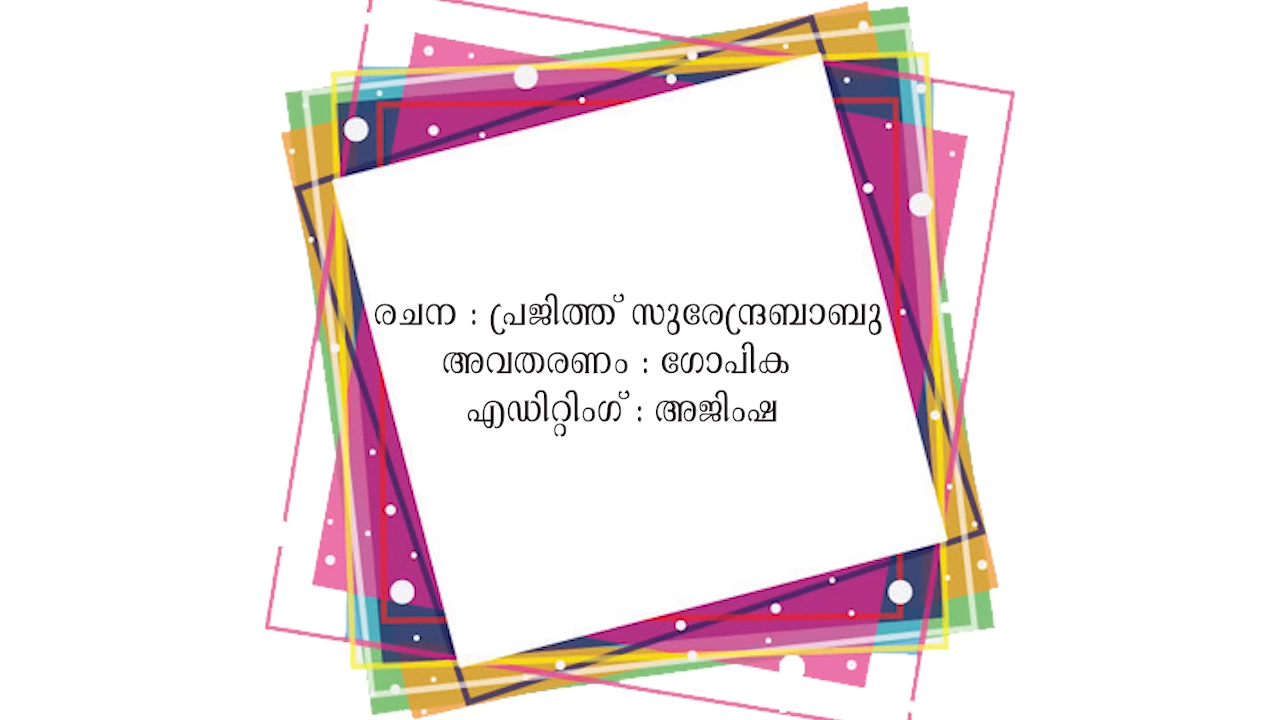 രചന : പ്രജിത്ത് സുരേന്ദ്രബാബു
അവതരണം : ഗോപിക
എഡിറ്റിംഗ് : അജിംഷ